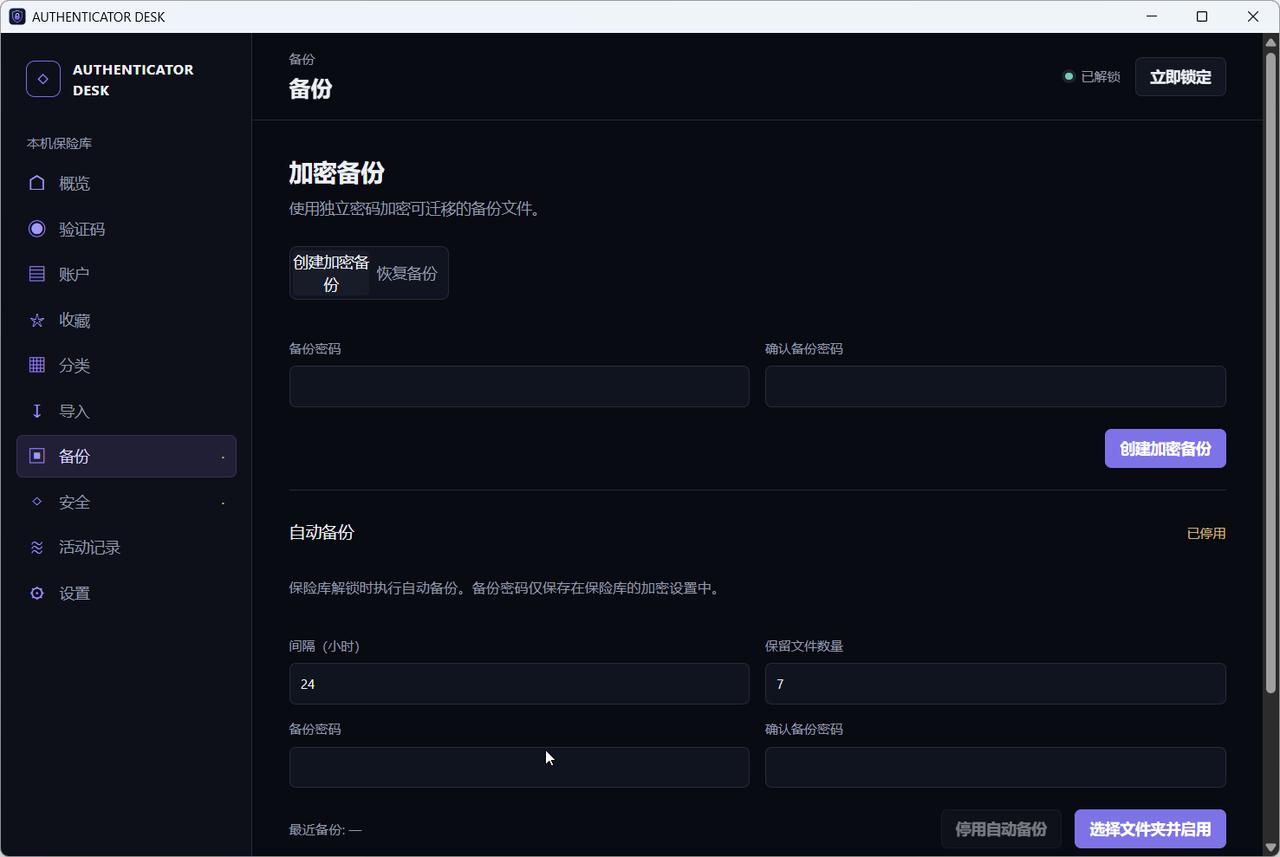 AUTHENTICATOR DESK
AUTHENTICATOR
DESK
本机保险库
概览
验证码
账户
收藏
分类
导入
备份
安全
活动记录
设置
备份
备份
已解锁
立即锁定
加密备份
使用独立密码加密可迁移的备份文件。
创建加密备
份
恢复备份
备份密码
确认备份密码
创建加密备份
自动备份
已停用
保险库解锁时执行自动备份。备份密码仅保存在保险库的加密设置中。
间隔（小时）
保留文件数量
24
7
备份密码
确认备份密码
最近备份: —
停用自动备份
选择文件夹并启用